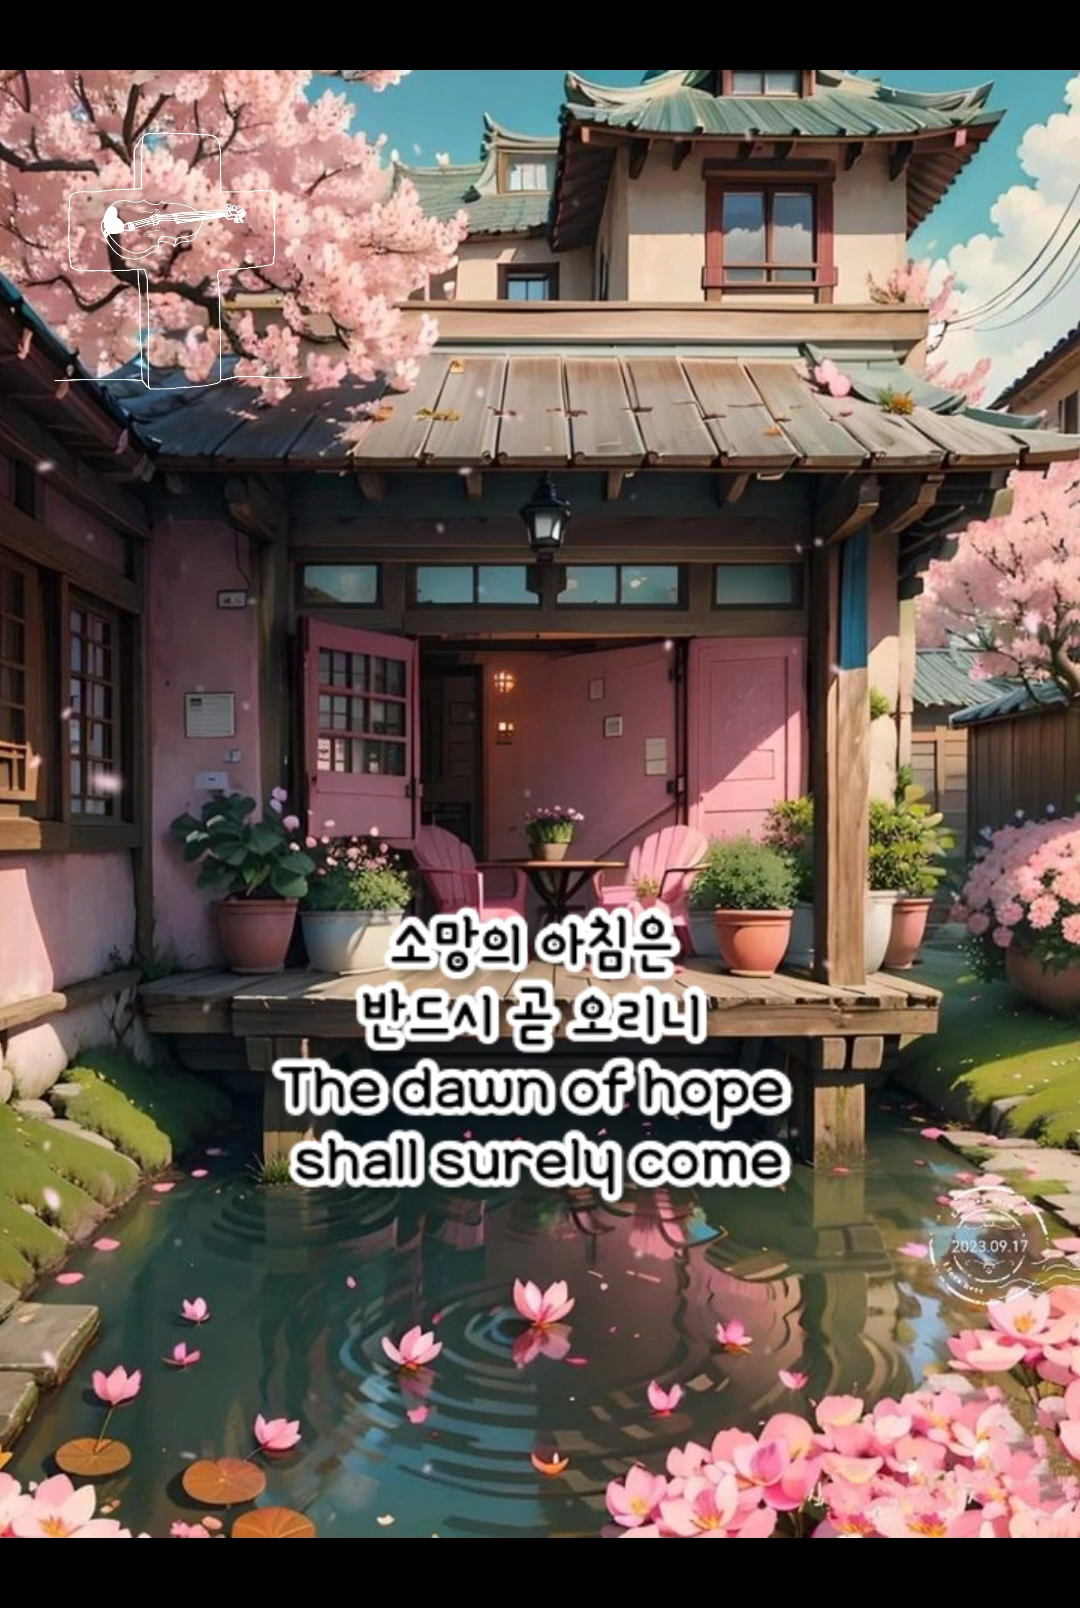 소망의 아침은
반드시 곧 오리니
The dawn of hope
shall surely come
2023.09.17